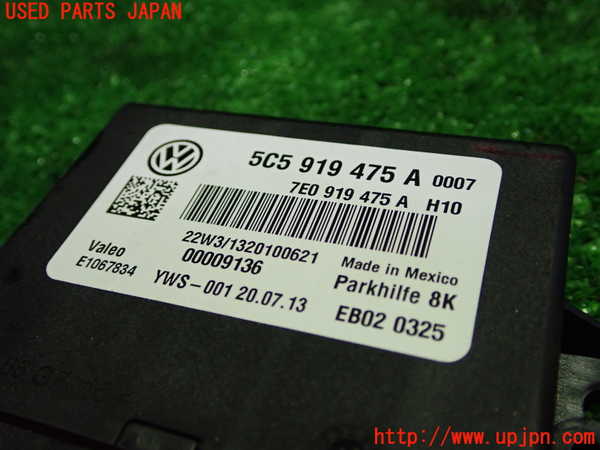 USED PARTS JAPAN
VW
5C5 919 475 A 0007
7E0 919 475 A H10
22W3/1320100621
00009136
Valeo
E1067834
YWS-001 20.07.13
Made in Mexico
Parkhilfe 8K
EB02 0325
http://www.upjpn.com/